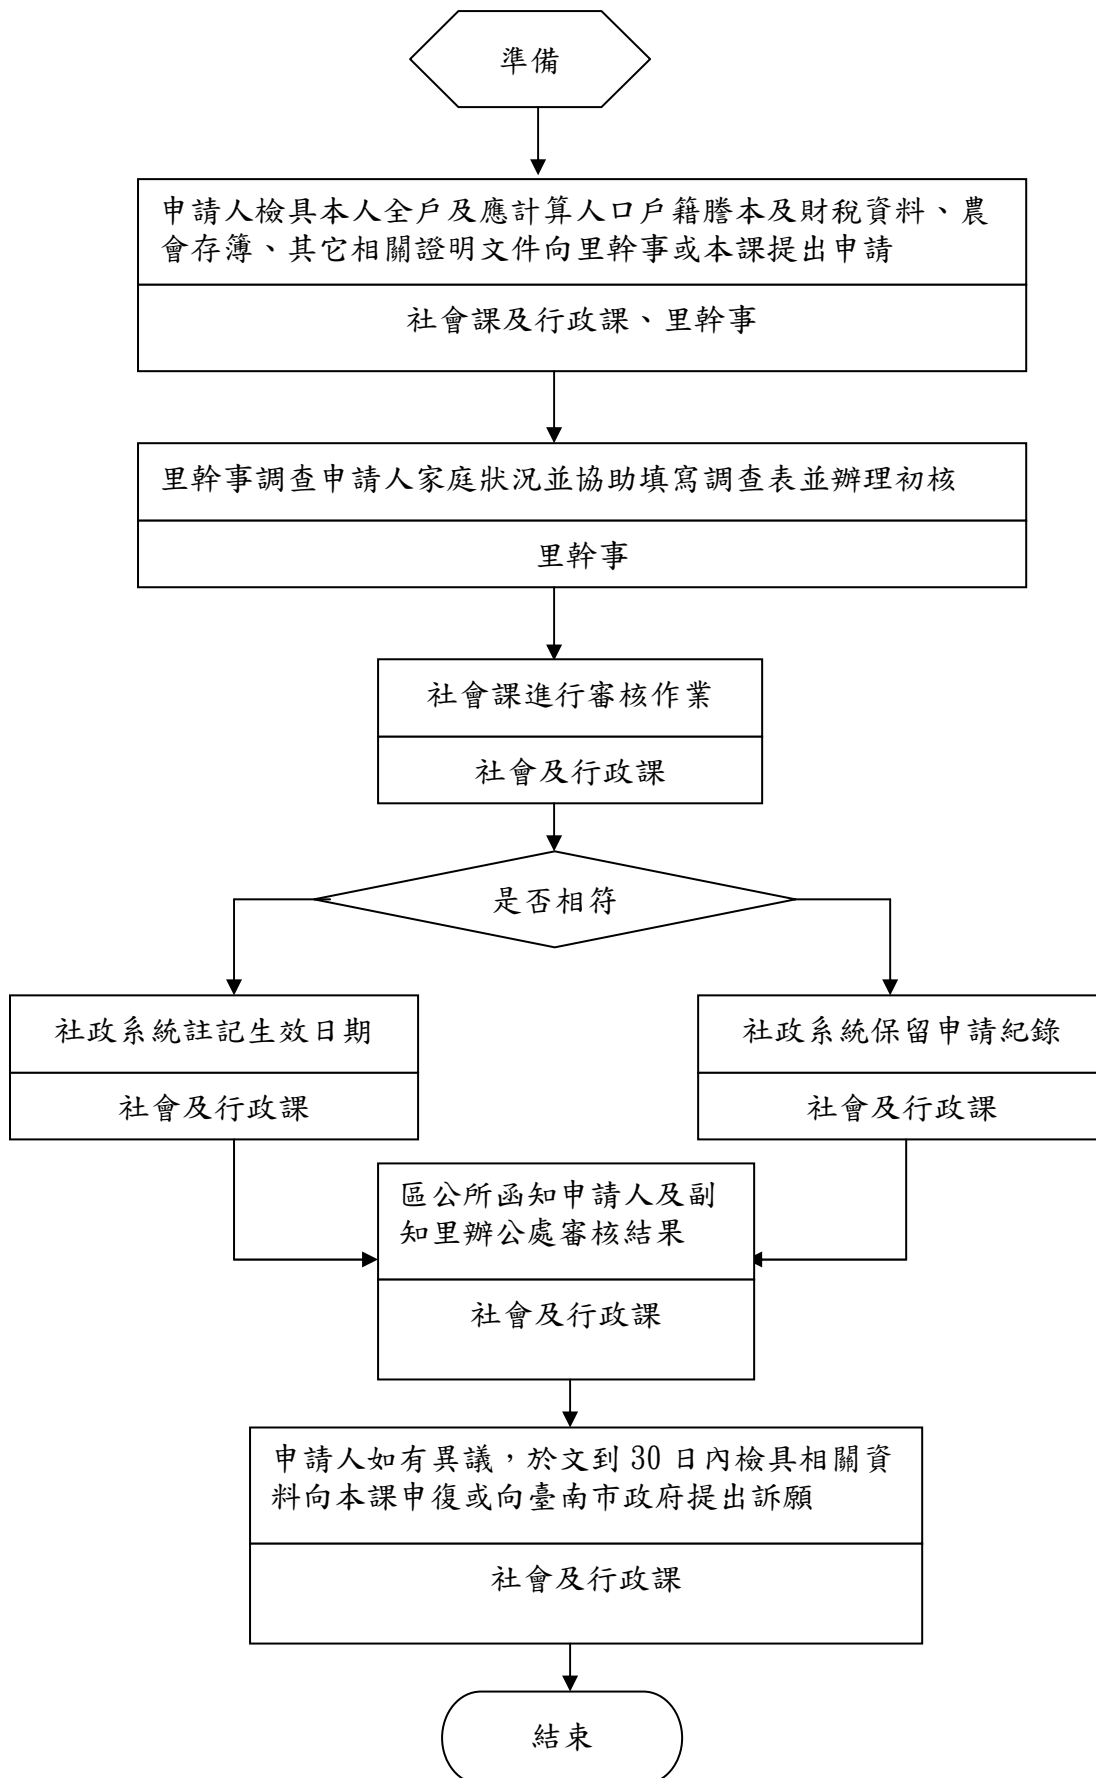 準備
申請人檢具本人全戶及應計算人口戶籍謄本及財稅資料、農
會存簿、其它相關證明文件向里幹事或本課提出申請
社會課及行政課、里幹事
里幹事調查申請人家庭狀況並協助填寫調查表並辦理初核
里幹事
社會課進行審核作業
社會及行政課
是否相符
社政系統註記生效日期
社會及行政課
社政系統保留申請紀錄
社會及行政課
區公所函知申請人及副
知里辦公處審核結果
社會及行政課
申請人如有異議，於文到 30 日內檢具相關資
料向本課申復或向臺南市政府提出訴願
社會及行政課
結束